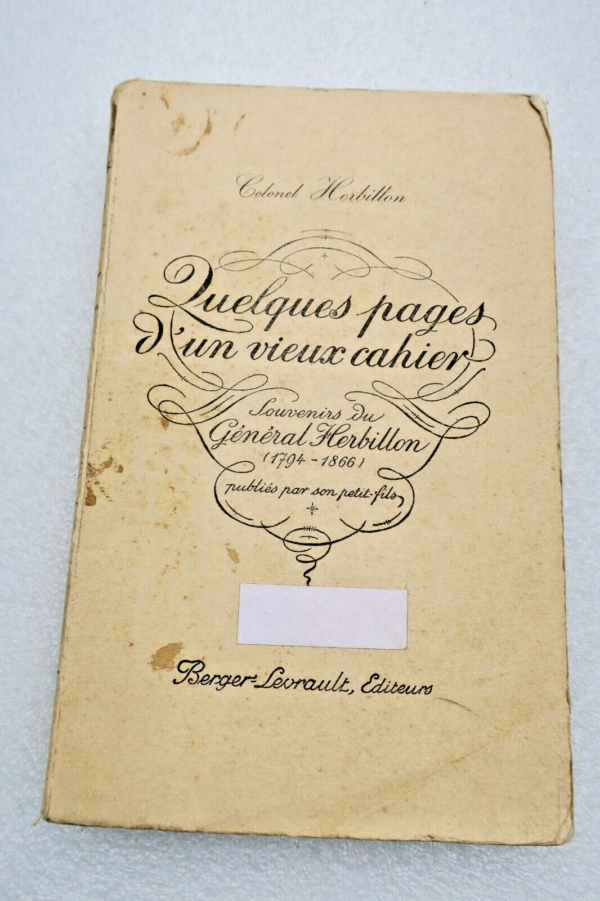 Colonel Herbillon
Quelques pages
d'un vieux cahier
Souvenirs du
Général Herbillon
(1794-1866)
publiés par son petit-fils
Berger-Levrault, Editeurs